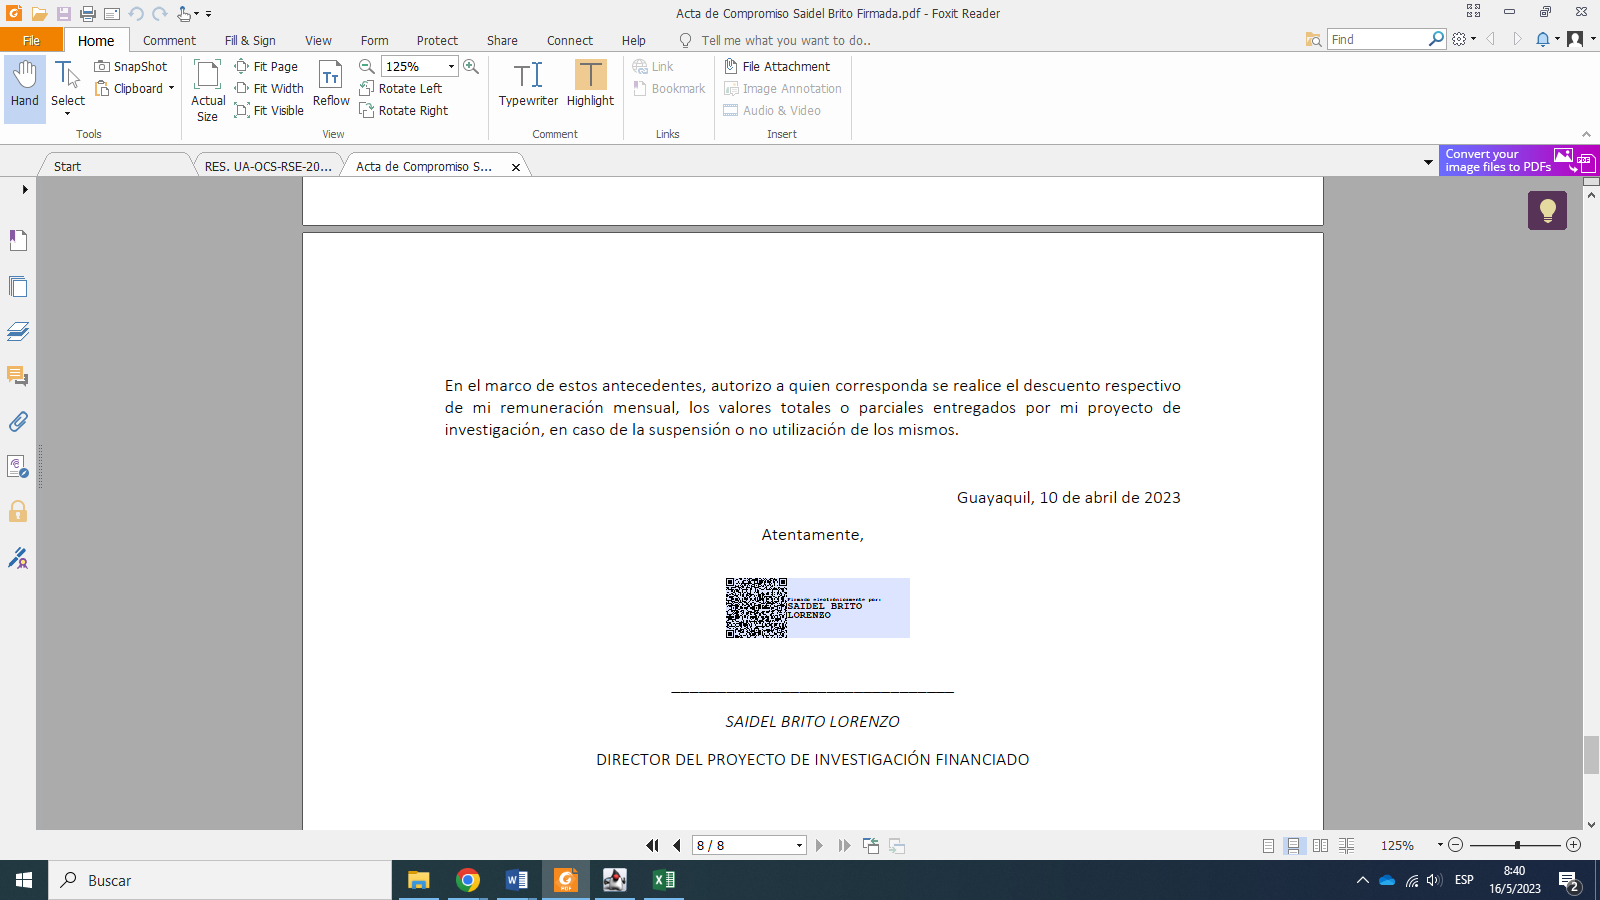 Acta de Compromiso Saidel Brito Firmada.pdf - Foxit Reader
File Home Comment Fill & Sign View Form Protect Share Connect Help Tell me what you want to do.. Find
Hand
Select
SnapShot
Clipboard
Tools
Actual Size
Fit Page
Fit Width
Fit Visible
Reflow
125%
Rotate Left
Rotate Right
View
Typewriter
Highlight
Comment
Link
Bookmark
Links
File Attachment
Image Annotation
Audio & Video
Insert
Start
RES. UA-OCS-RSE-20...
Acta de Compromiso S...
Convert your
image files to PDFs
En el marco de estos antecedentes, autorizo a quien corresponda se realice el descuento respectivo
de mi remuneración mensual, los valores totales o parciales entregados por mi proyecto de
investigación, en caso de la suspensión o no utilización de los mismos.
Guayaquil, 10 de abril de 2023
Atentamente,
Firmado electrónicamente por:
SAIDEL BRITO
LORENZO
SAIDEL BRITO LORENZO
DIRECTOR DEL PROYECTO DE INVESTIGACIÓN FINANCIADO
8 / 8
125%
Buscar
ESP
8:40
16/5/2023
2